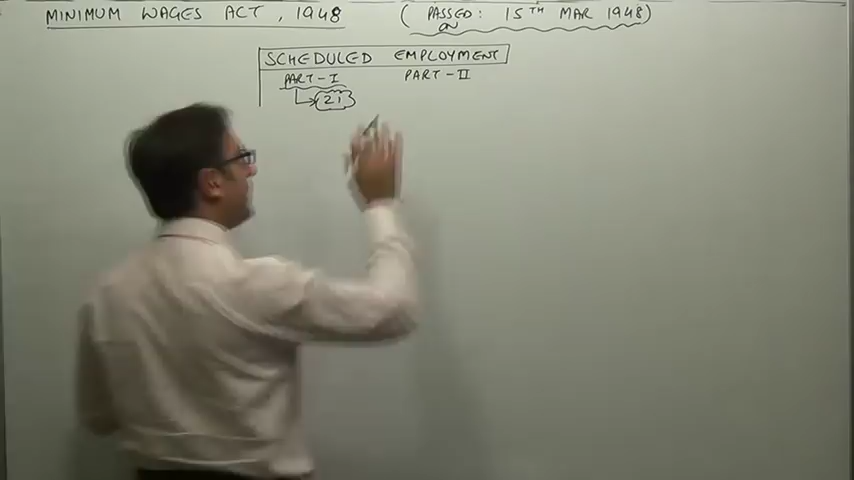 MINIMUM WAGES ACT, 1948 (PASSED: 15TH MAR 1948)
ON
SCHEDULED EMPLOYMENT
PART-I PART-II
21